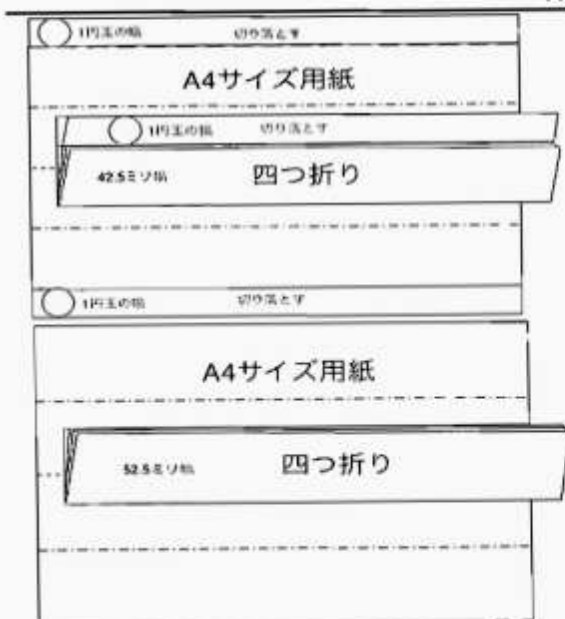 1円玉の幅 切り落とす
A4サイズ用紙
1円玉の幅 切り落とす
42.5ミリ幅 四つ折り
1円玉の幅 切り落とす
A4サイズ用紙
52.5ミリ幅 四つ折り